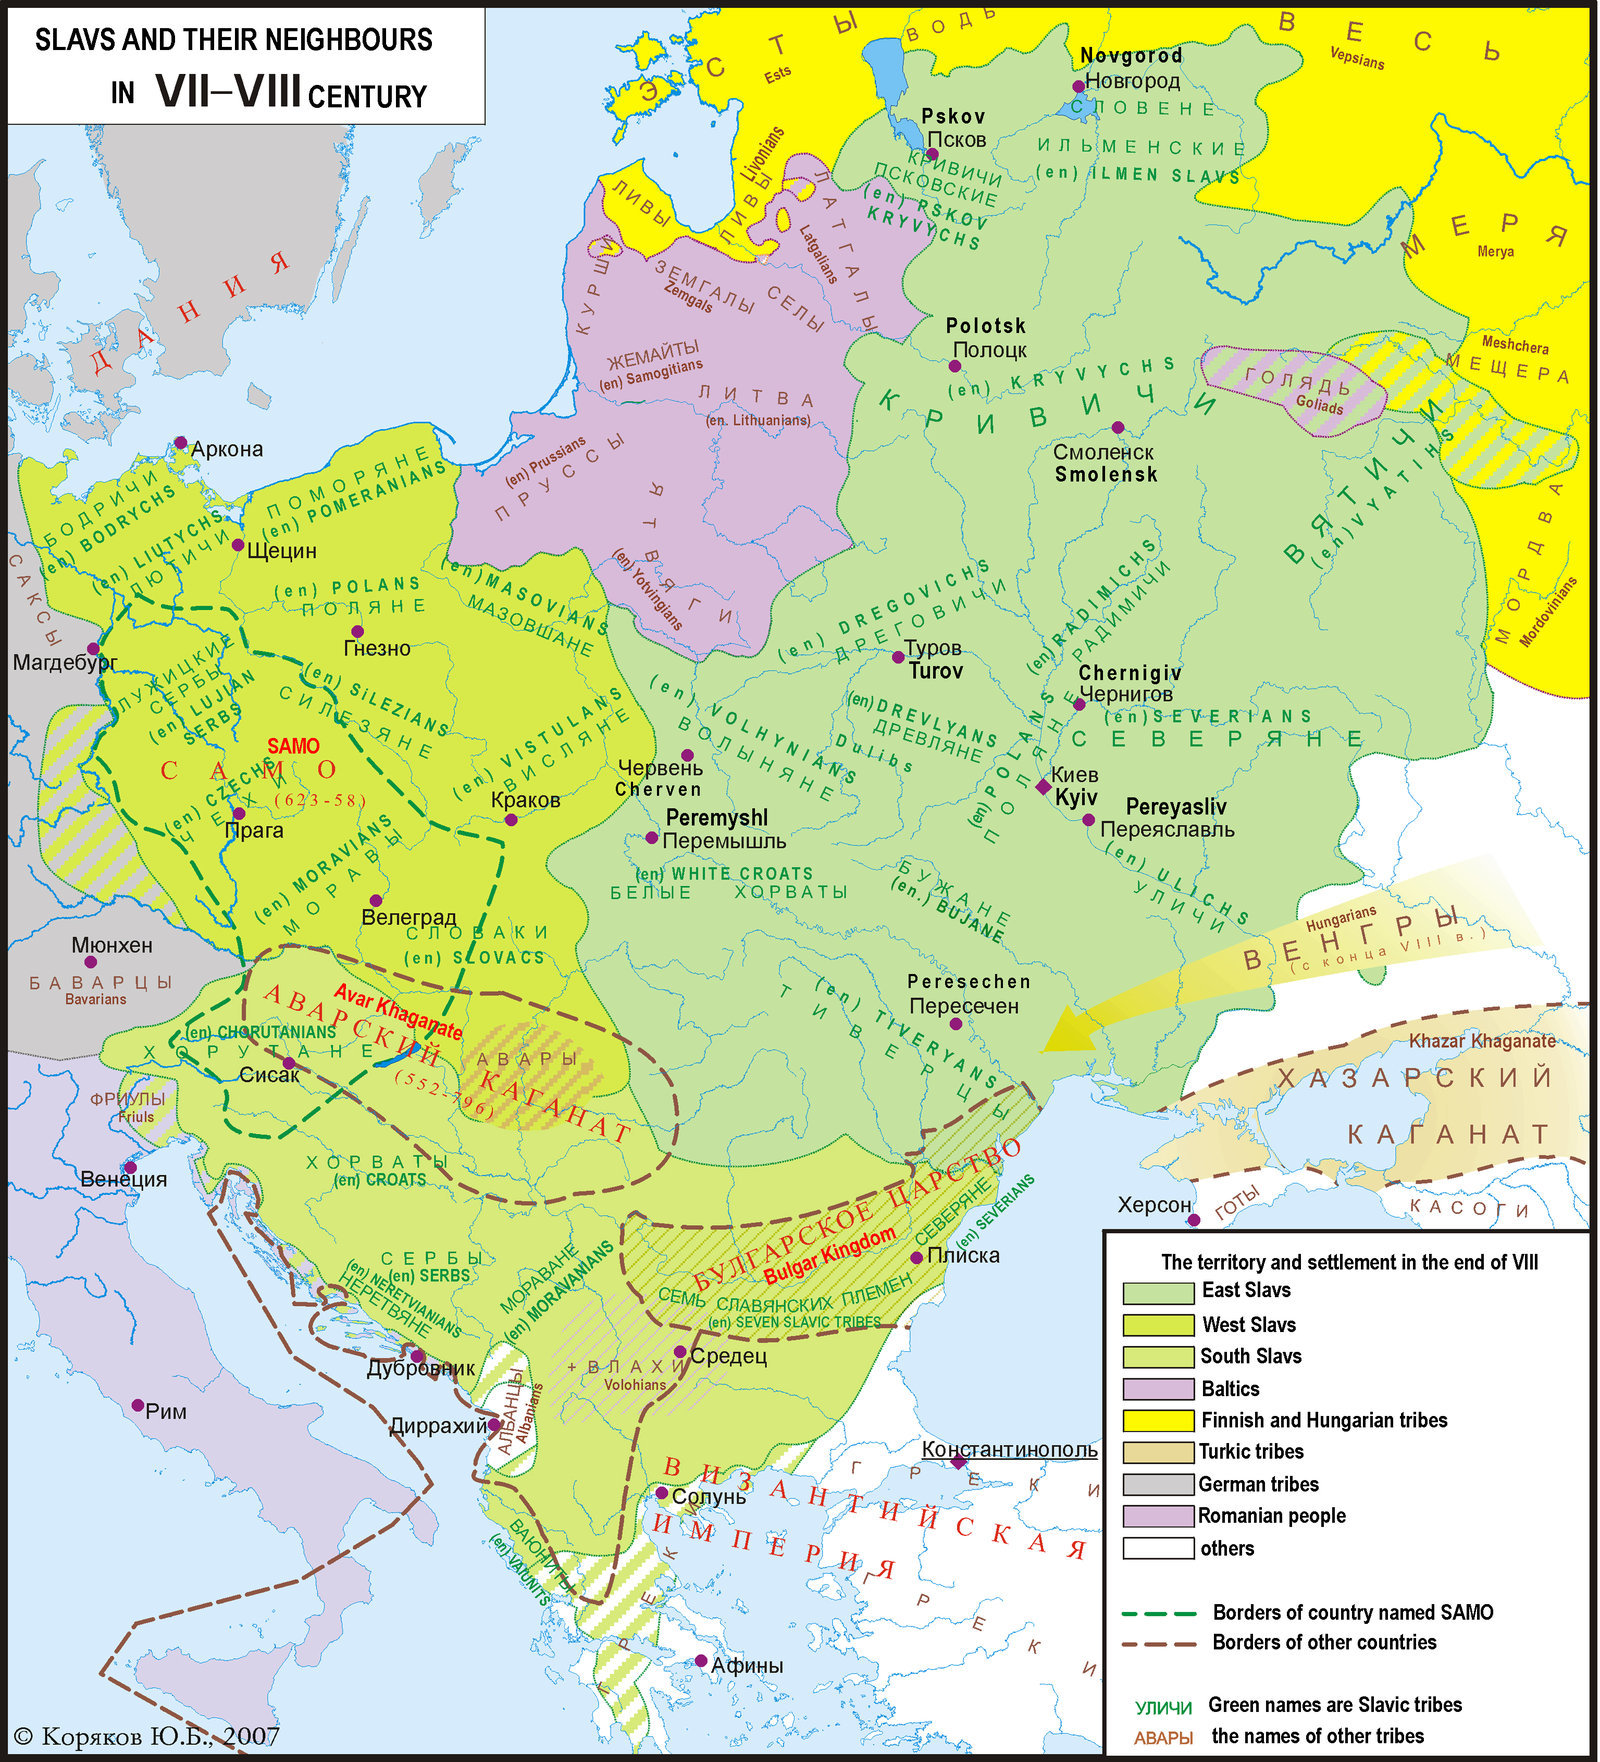 SLAVS AND THEIR NEIGHBOURS
IN VII–VIII CENTURY
ЭСТЫ
Ests
ВОДЬ
ВЕСЬ
Vepsians
Novgorod
Новгород
СЛОВЕНЕ
ИЛЬМЕНСКИЕ
(en) ILMEN SLAVS
Pskov
Псков
КРИВИЧИ
ПСКОВСКИЕ
(en) PSKOV
KRYVYCHS
Livonians
ЛИВЫ
ЛИВЫ
ЛАТГАЛЫ
Latgalians
МЕРЯ
Merya
ДАНИЯ
КУРШИ
ЗЕМГАЛЫ
Zemgals
СЕЛЫ
ЖЕМАЙТЫ
(en) Samogitians
ЛИТВА
(en. Lithuanians)
Polotsk
Полоцк
(en) KRYVYCHS
КРИВИЧИ
Meshchera
МЕЩЕРА
ГОЛЯДЬ
Goliads
Смоленск
Smolensk
ВЯТИЧИ
(en) VYATIHS
МОРДВА
Mordovinians
Аркона
ПОМОРЯНЕ
(en) POMERANIANS
БОДРИЧИ
(en) BODRYCHS
(en) LIUTYCHS
ЛЮТИЧИ
Щецин
(en) Prussians
ПРУССЫ
ЯТВЯГИ
(en) Yotvingians
САКСЫ
(en) POLANS
ПОЛЯНЕ
Гнезно
(en) MASOVIANS
МАЗОВШАНЕ
(en) DREGOVICHS
ДРЕГОВИЧИ
Туров
Turov
(en) RADIMICHS
РАДИМИЧИ
Магдебург
ЛУЖИЦКИЕ
СЕРБЫ
(en) LUJIAN
SERBS
(en) SILEZIANS
СИЛЕЗЯНЕ
(en) VISTULANS
ВИСЛЯНЕ
(en) VOLHYNIANS
ВОЛЫНЯНЕ
(en) DREVLYANS
ДРЕВЛЯНЕ
Dulibs
(en) POLANS
ПОЛЯНЕ
Chernigiv
Чернигов
(en) SEVERIANS
СЕВЕРЯНЕ
SAMO
САМО
(623-58)
(en) CZECHS
ЧЕХИ
Прага
Краков
Червень
Cherven
Peremyshl
Перемышль
Киев
Kyiv
Pereyasliv
Переяславль
(en) MORAVIANS
МОРАВЫ
Велеград
СЛОВАКИ
(en) SLOVACS
(en) WHITE CROATS
БЕЛЫЕ ХОРВАТЫ
БУЖАНЕ
(en.) BUJANE
(en) ULICHS
УЛИЧИ
Hungarians
ВЕНГРЫ
(с конца VIII в.)
Мюнхен
БАВАРЦЫ
Bavarians
Avar Khaganate
АВАРСКИЙ КАГАНАТ
(552-796)
АВАРЫ
(en) CHORUTANIANS
ХОРУТАНЕ
Сисак
Peresechen
Пересечен
(en) TIVERYANS
ТИВЕРЦЫ
Khazar Khaganate
ХАЗАРСКИЙ
КАГАНАТ
ФРИУЛЫ
Friuls
Венеция
ХОРВАТЫ
(en) CROATS
Херсон
ГОТЫ
КАСОГИ
БУЛГАРСКОЕ ЦАРСТВО
Bulgar Kingdom
СЕВЕРЯНЕ
(en) SEVERIANS
Плиска
СЕМЬ СЛАВЯНСКИХ ПЛЕМЕН
(en) SEVEN SLAVIC TRIBES
СЕРБЫ
(en) SERBS
(en) NERETVIANIANS
НЕРЕТВЯНЕ
МОРАВАНЕ
(en) MORAVANIANS
Дубровник
Средец
+ ВЛАХИ
Volohians
АЛБАНЦЫ
Albanians
Диррахий
Рим
Константинополь
ВИЗАНТИЙСКАЯ
ИМПЕРИЯ
ГРЕКИ
Солунь
ВАЮНИТЫ
(en) VAIUNITS
ГРЕКИ
ГРЕКИ
Афины
© Коряков Ю.Б., 2007
The territory and settlement in the end of VIII
East Slavs
West Slavs
South Slavs
Baltics
Finnish and Hungarian tribes
Turkic tribes
German tribes
Romanian people
others
Borders of country named SAMO
Borders of other countries
УЛИЧИ Green names are Slavic tribes
АВАРЫ the names of other tribes